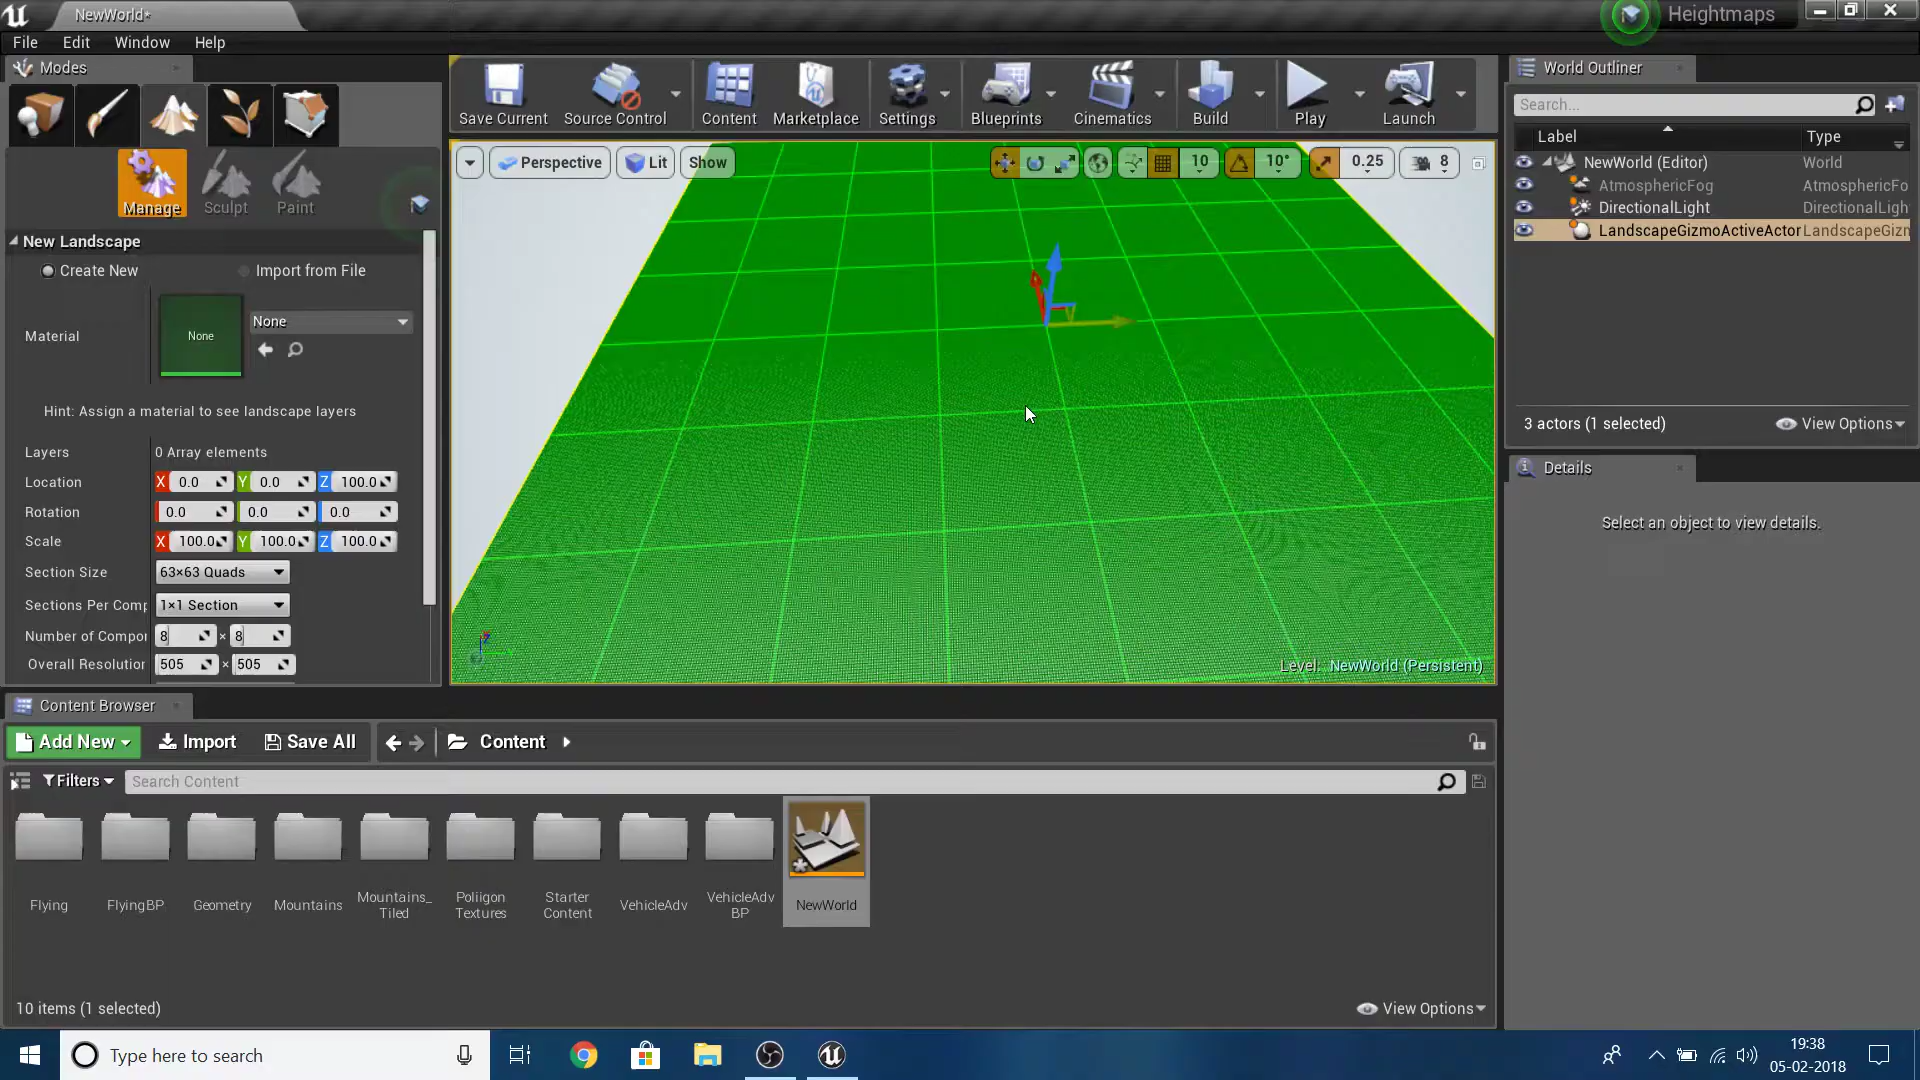 NewWorld*
Heightmaps
File Edit Window Help
Modes
Manage Sculpt Paint
New Landscape
Create New Import from File
Material
None
None
Hint: Assign a material to see landscape layers
Layers 0 Array elements
Location X 0.0 Y 0.0 Z 100.0
Rotation 0.0 0.0 0.0
Scale X 100.0 Y 100.0 Z 100.0
Section Size 63×63 Quads
Sections Per Comp 1×1 Section
Number of Compor 8 × 8
Overall Resolutior 505 × 505
Save Current Source Control Content Marketplace Settings Blueprints Cinematics Build Play Launch
Perspective Lit Show 10 10° 0.25 8
Level: NewWorld (Persistent)
World Outliner
Search...
Label Type
NewWorld (Editor) World
AtmosphericFog AtmosphericFo
DirectionalLight DirectionalLigh
LandscapeGizmoActiveActor LandscapeGizn
3 actors (1 selected) View Options
Details
Select an object to view details.
Content Browser
Add New Import Save All Content
Filters Search Content
Flying
FlyingBP
Geometry
Mountains
Mountains_
Tiled
Poliigon
Textures
Starter
Content
VehicleAdv
VehicleAdv
BP
NewWorld
10 items (1 selected) View Options
Type here to search
19:38
05-02-2018